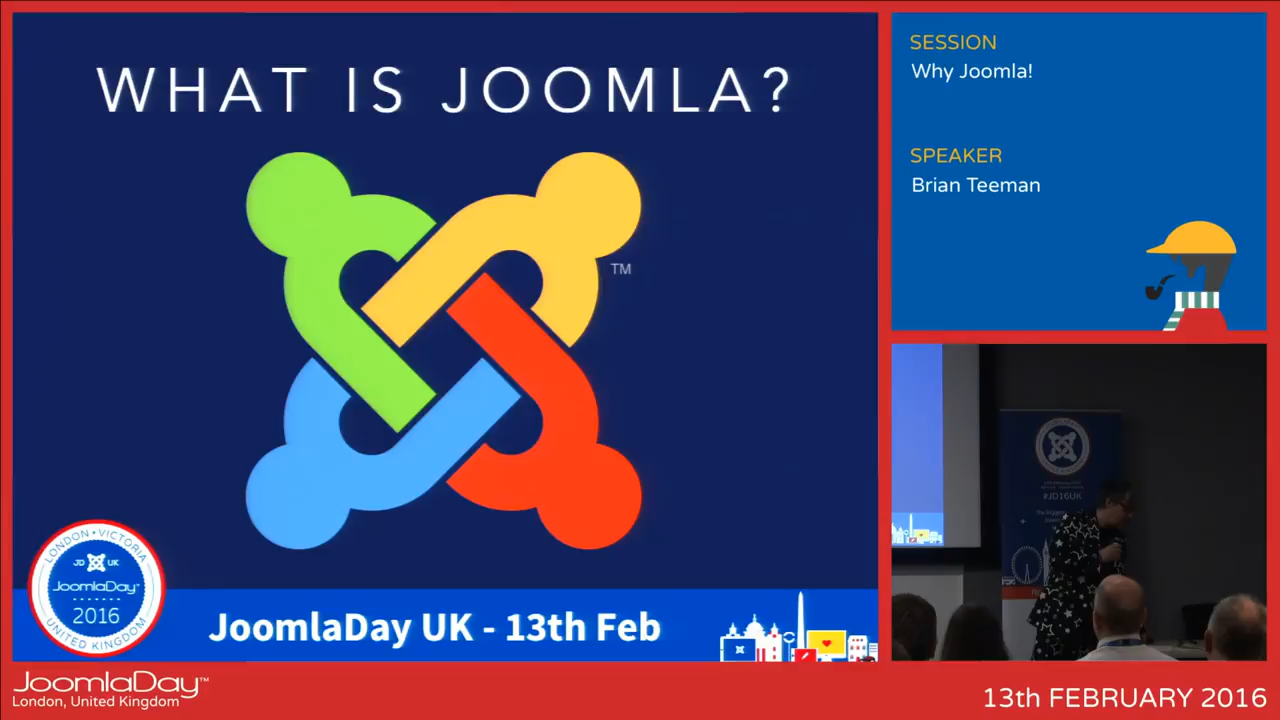 WHAT IS JOOMLA?
TM
LONDON • VICTORIA
JD UK
JoomlaDay™
2016
UNITED KINGDOM
JoomlaDay UK - 13th Feb
SESSION
Why Joomla!
SPEAKER
Brian Teeman
#JD16UK
JoomlaDay™
London, United Kingdom
13th FEBRUARY 2016